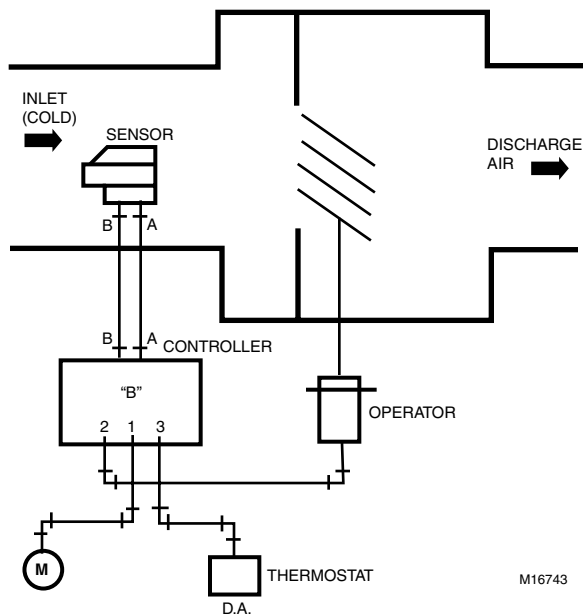 INLET
(COLD)
SENSOR
DISCHARGE
AIR
B A
B A
CONTROLLER
“B”
2 1 3
OPERATOR
M
THERMOSTAT
D.A.
M16743